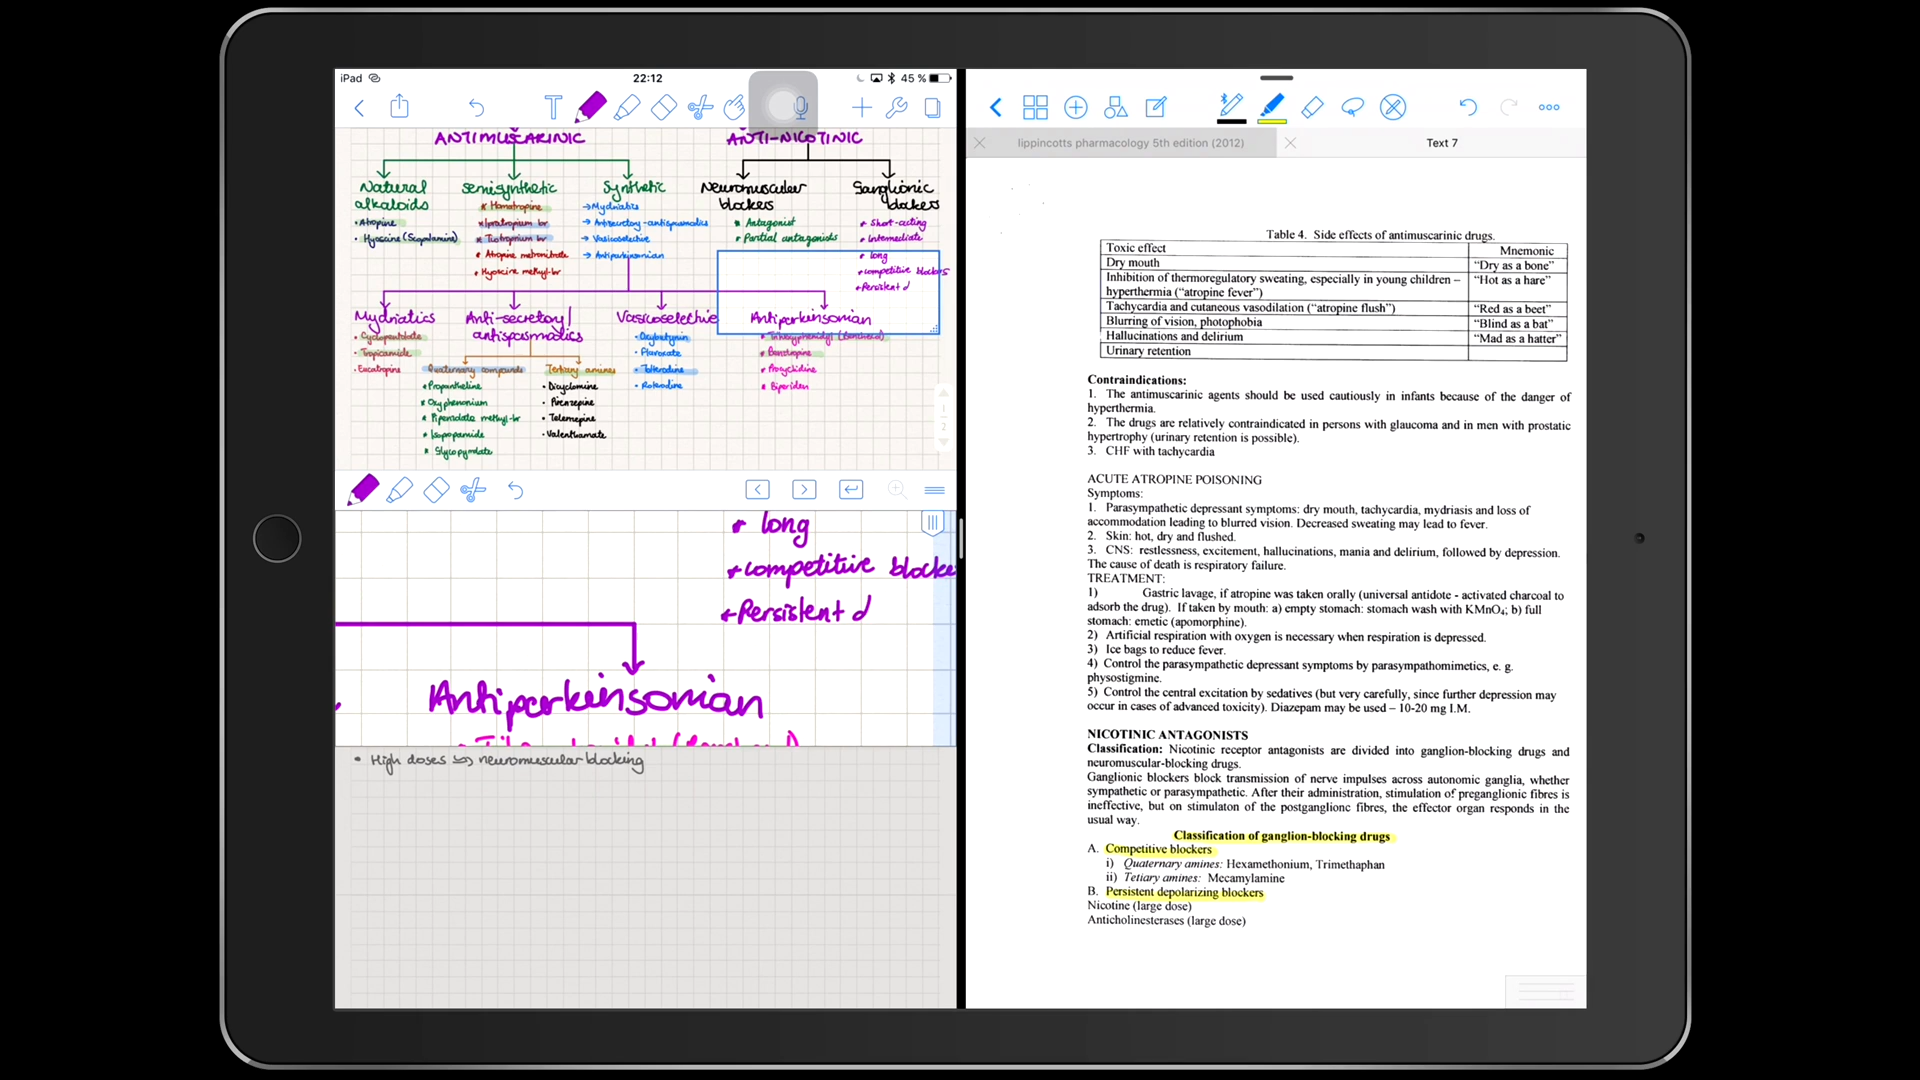 iPad
22:12
45 %
ANTIMUSCARINIC
ANTI-NICOTINIC
Natural
alkaloids
• Atropine
• Hyoscine (Scopolamine)
Semisynthetic
* Homatropine
* Ipratropium br
* Tiotropium br
* Atropine metronitrate
* Hyoscine methyl-br
Synthetic
→ Mydriatics
→ Antisecretory-antispasmodics
→ Vasicoselective
→ Antiparkinsonian
Neuromuscular
blockers
* Antagonist
* Partial antagonists
Ganglionic
blockers
* Short-acting
* Intermediate
* long
* competitive blockers
* Persistent d
Mydriatics
• Cyclopentolate
• Tropicamide
• Eucatropine
Anti-secretory/
antispasmodics
Quaternary compounds
* Propantheline
* Oxyphenonium
* Pipenzolate methyl-br
* Isopropamide
* Glycopyrrolate
Tertiary amines
• Dicyclomine
• Pirenzepine
• Telenzepine
• Valethamate
Vasicoselective
• Oxybutynin
• Flavoxate
• Tolterodine
Antiparkinsonian
* Trihexyphenidyl (Benzhexol)
* Benztropine
* Procyclidine
* Biperiden
* long
* competitive blocke
* Persistent d
Antiparkinsonian
• High doses ⇒ neuromuscular blocking
lippincotts pharmacology 5th edition (2012)
Text 7
Table 4. Side effects of antimuscarinic drugs.
Toxic effect Mnemonic
Dry mouth “Dry as a bone”
Inhibition of thermoregulatory sweating, especially in young children – “Hot as a hare”
hyperthermia (“atropine fever”)
Tachycardia and cutaneous vasodilation (“atropine flush”) “Red as a beet”
Blurring of vision, photophobia “Blind as a bat”
Hallucinations and delirium “Mad as a hatter”
Urinary retention
Contraindications:
1. The antimuscarinic agents should be used cautiously in infants because of the danger of
hyperthermia.
2. The drugs are relatively contraindicated in persons with glaucoma and in men with prostatic
hypertrophy (urinary retention is possible).
3. CHF with tachycardia
ACUTE ATROPINE POISONING
Symptoms:
1. Parasympathetic depressant symptoms: dry mouth, tachycardia, mydriasis and loss of
accommodation leading to blurred vision. Decreased sweating may lead to fever.
2. Skin: hot, dry and flushed.
3. CNS: restlessness, excitement, hallucinations, mania and delirium, followed by depression.
The cause of death is respiratory failure.
TREATMENT:
1) Gastric lavage, if atropine was taken orally (universal antidote - activated charcoal to
adsorb the drug). If taken by mouth: a) empty stomach: stomach wash with KMnO₄; b) full
stomach: emetic (apomorphine).
2) Artificial respiration with oxygen is necessary when respiration is depressed.
3) Ice bags to reduce fever.
4) Control the parasympathetic depressant symptoms by parasympathomimetics, e. g.
physostigmine.
5) Control the central excitation by sedatives (but very carefully, since further depression may
occur in cases of advanced toxicity). Diazepam may be used – 10-20 mg I.M.
NICOTINIC ANTAGONISTS
Classification: Nicotinic receptor antagonists are divided into ganglion-blocking drugs and
neuromuscular-blocking drugs.
Ganglionic blockers block transmission of nerve impulses across autonomic ganglia, whether
sympathetic or parasympathetic. After their administration, stimulation of preganglionic fibres is
ineffective, but on stimulaton of the postganglionc fibres, the effector organ responds in the
usual way.
Classification of ganglion-blocking drugs
A. Competitive blockers
i) Quaternary amines: Hexamethonium, Trimethaphan
ii) Tetiary amines: Mecamylamine
B. Persistent depolarizing blockers
Nicotine (large dose)
Anticholinesterases (large dose)